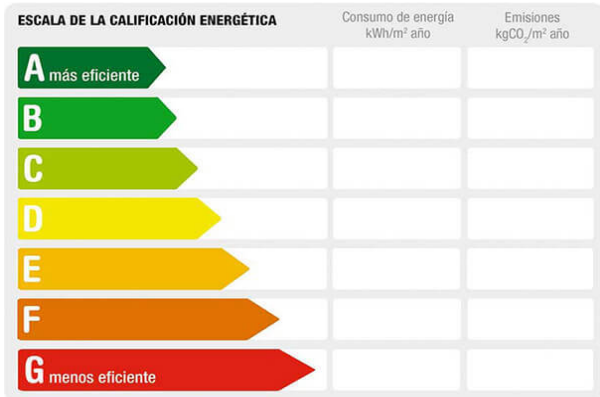 ESCALA DE LA CALIFICACIÓN ENERGÉTICA
Consumo de energía
kWh/m² año
Emisiones
kgCO₂/m² año
A más eficiente
B
C
D
E
F
G menos eficiente